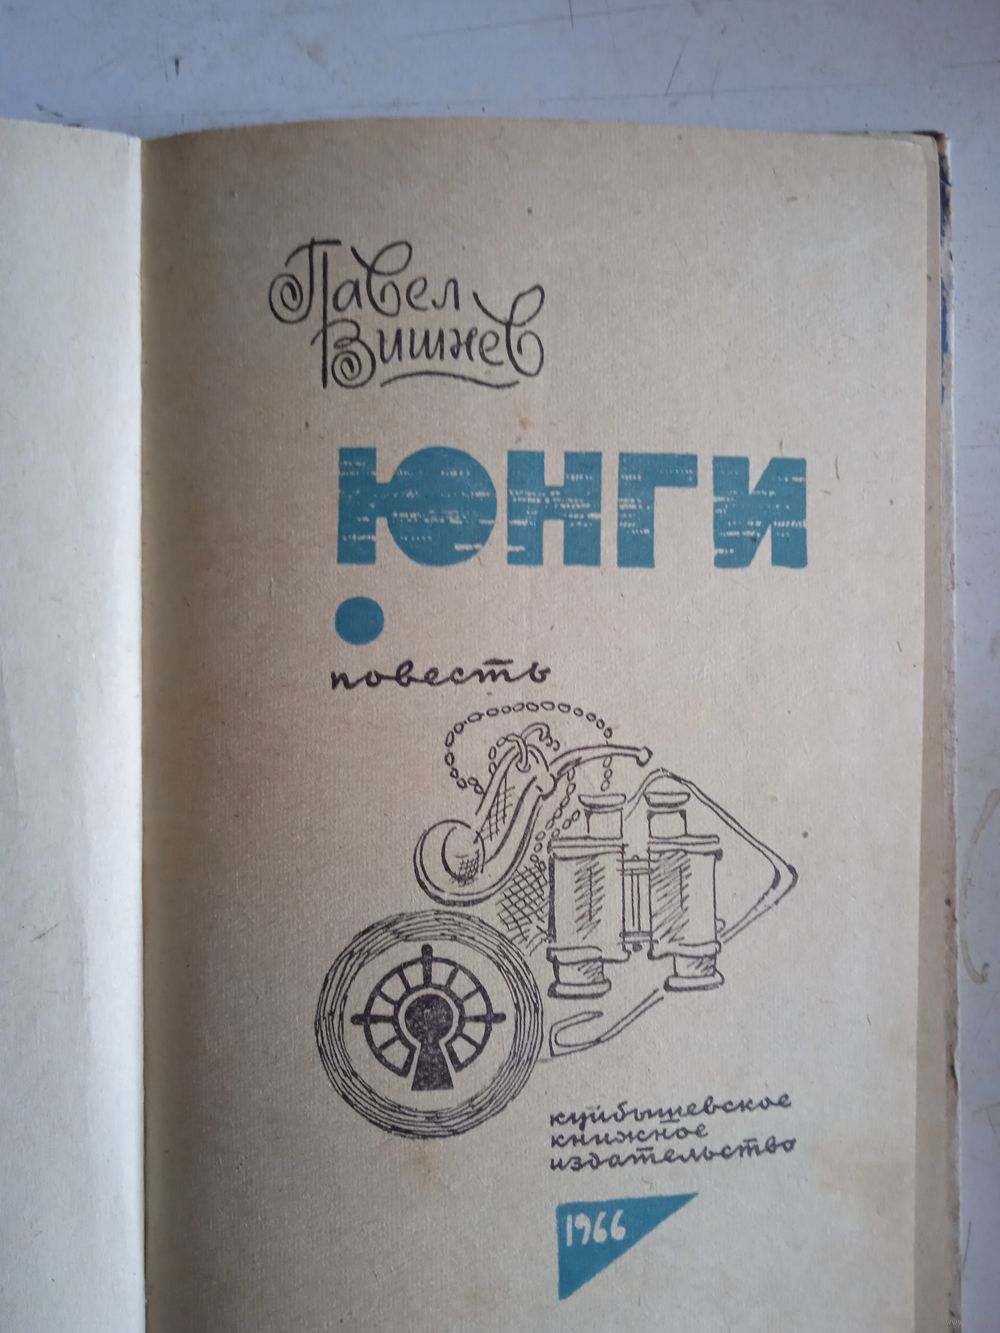 Павел
Вишнев
ЮНГИ
повесть
куйбышевское
книжное
издательство
1966